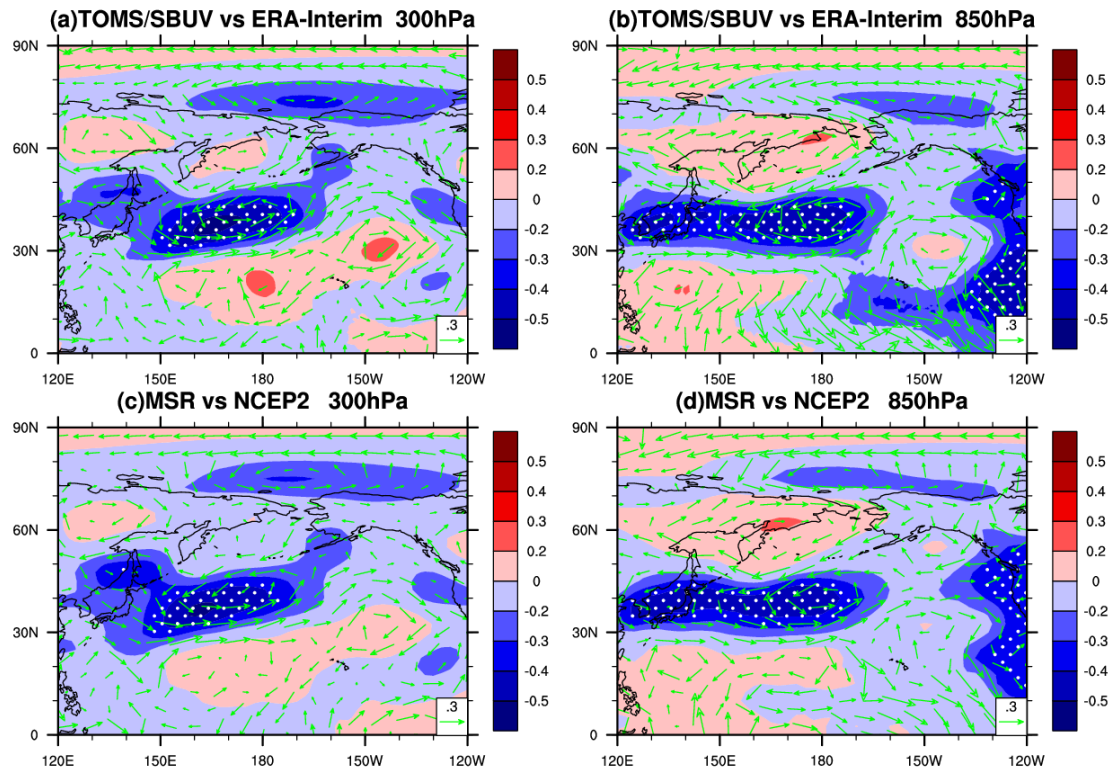 (a)TOMS/SBUV vs ERA-Interim 300hPa
90N
60N
30N
0
120E 150E 180 150W 120W
.3
0.5
0.4
0.3
0.2
0
-0.2
-0.3
-0.4
-0.5
(b)TOMS/SBUV vs ERA-Interim 850hPa
90N
60N
30N
0
120E 150E 180 150W 120W
.3
0.5
0.4
0.3
0.2
0
-0.2
-0.3
-0.4
-0.5
(c)MSR vs NCEP2 300hPa
90N
60N
30N
0
120E 150E 180 150W 120W
.3
0.5
0.4
0.3
0.2
0
-0.2
-0.3
-0.4
-0.5
(d)MSR vs NCEP2 850hPa
90N
60N
30N
0
120E 150E 180 150W 120W
.3
0.5
0.4
0.3
0.2
0
-0.2
-0.3
-0.4
-0.5